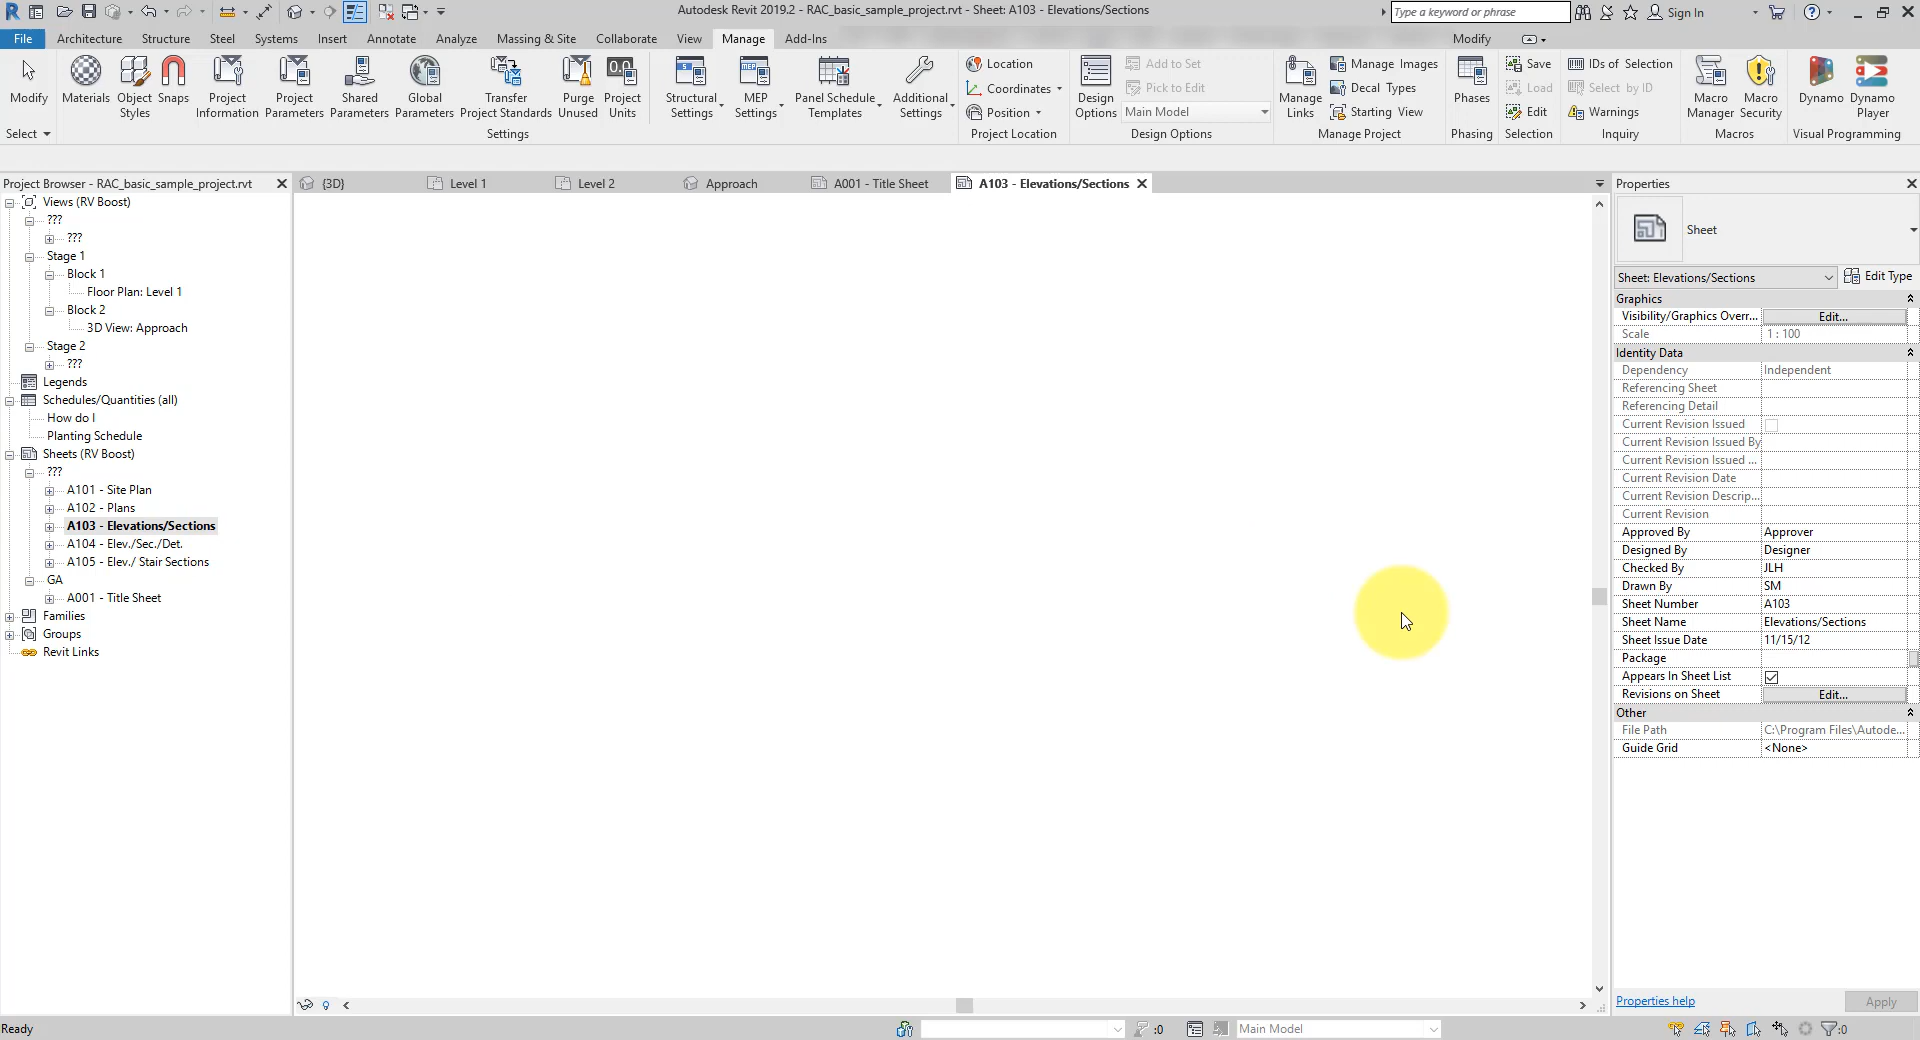 Autodesk Revit 2019.2 - RAC_basic_sample_project.rvt - Sheet: A103 - Elevations/Sections
Type a keyword or phrase
Sign In
File Architecture Structure Steel Systems Insert Annotate Analyze Massing & Site Collaborate View Manage Add-Ins Modify
Modify
Materials
Object Styles
Snaps
Project Information
Project Parameters
Shared Parameters
Global Parameters
Transfer Project Standards
Purge Unused
Project Units
Structural Settings
MEP Settings
Panel Schedule Templates
Additional Settings
Location
Coordinates
Position
Design Options
Add to Set
Pick to Edit
Main Model
Manage Links
Manage Images
Decal Types
Starting View
Phases
Save
Load
Edit
IDs of Selection
Select by ID
Warnings
Macro Manager
Macro Security
Dynamo
Dynamo Player
Select
Settings
Project Location
Design Options
Manage Project
Phasing
Selection
Inquiry
Macros
Visual Programming
Project Browser - RAC_basic_sample_project.rvt
{3D}
Level 1
Level 2
Approach
A001 - Title Sheet
A103 - Elevations/Sections
Views (RV Boost)
???
???
Stage 1
Block 1
Floor Plan: Level 1
Block 2
3D View: Approach
Stage 2
???
Legends
Schedules/Quantities (all)
How do I
Planting Schedule
Sheets (RV Boost)
???
A101 - Site Plan
A102 - Plans
A103 - Elevations/Sections
A104 - Elev./Sec./Det.
A105 - Elev./ Stair Sections
GA
A001 - Title Sheet
Families
Groups
Revit Links
Properties
Sheet
Sheet: Elevations/Sections
Edit Type
Graphics
Visibility/Graphics Overr... Edit...
Scale 1 : 100
Identity Data
Dependency Independent
Referencing Sheet
Referencing Detail
Current Revision Issued
Current Revision Issued By
Current Revision Issued ...
Current Revision Date
Current Revision Descrip...
Current Revision
Approved By Approver
Designed By Designer
Checked By JLH
Drawn By SM
Sheet Number A103
Sheet Name Elevations/Sections
Sheet Issue Date 11/15/12
Package
Appears In Sheet List
Revisions on Sheet Edit...
Other
File Path C:\Program Files\Autode...
Guide Grid <None>
Properties help
Apply
Ready
:0
Main Model
:0